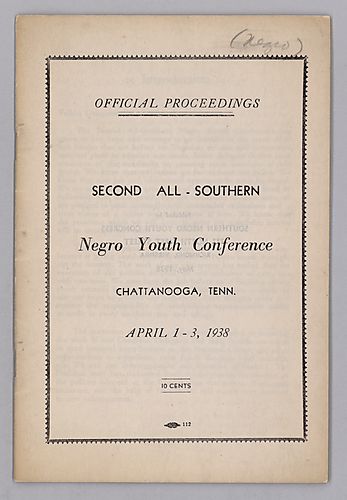 (Negro)
OFFICIAL PROCEEDINGS
SECOND ALL - SOUTHERN
Negro Youth Conference
CHATTANOOGA, TENN.
APRIL 1 - 3, 1938
10 CENTS
112